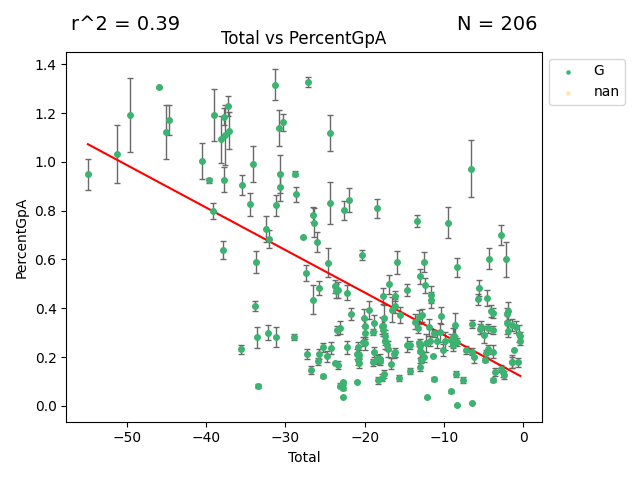 r^2 = 0.39
N = 206
Total vs PercentGpA
G
nan
PercentGpA
1.4
1.2
1.0
0.8
0.6
0.4
0.2
0.0
−50
−40
−30
−20
−10
0
Total